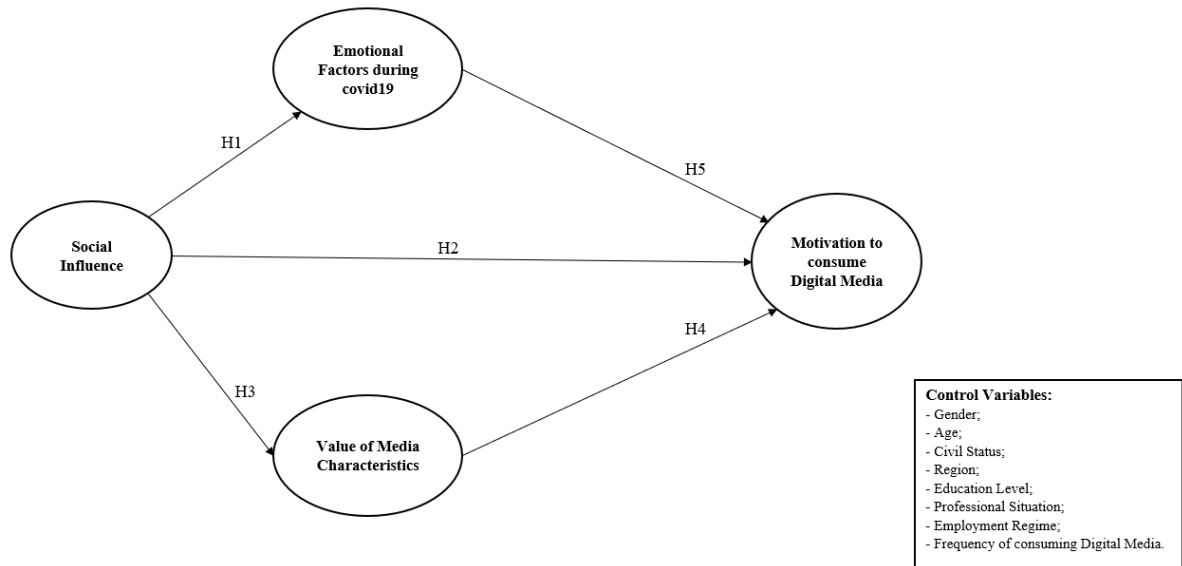 Emotional
Factors during
covid19
H1
H5
Social
Influence
H2
Motivation to
consume
Digital Media
H3
H4
Value of Media
Characteristics
Control Variables:
- Gender;
- Age;
- Civil Status;
- Region;
- Education Level;
- Professional Situation;
- Employment Regime;
- Frequency of consuming Digital Media.